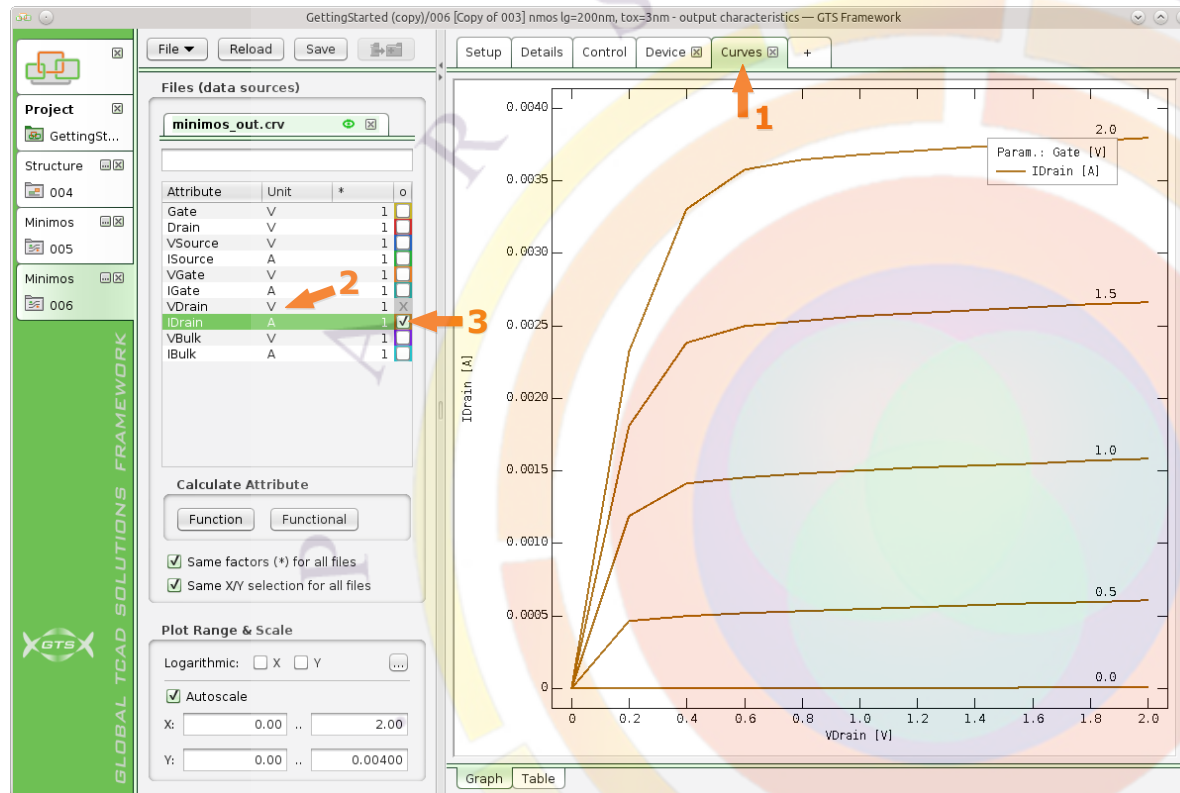 GettingStarted (copy)/006 [Copy of 003] nmos lg=200nm, tox=3nm - output characteristics — GTS Framework
Project
GettingSt...
Structure
004
Minimos
005
Minimos
006
GLOBAL TCAD SOLUTIONS FRAMEWORK
GTS
File Reload Save
Files (data sources)
minimos_out.crv
Attribute Unit * o
Gate V 1
Drain V 1
VSource V 1
ISource A 1
VGate V 1
IGate A 1
VDrain V X
IDrain A 1
VBulk V 1
IBulk A 1
2
3
Calculate Attribute
Function Functional
Same factors (*) for all files
Same X/Y selection for all files
Plot Range & Scale
Logarithmic: X Y ...
Autoscale
X: 0.00 .. 2.00
Y: 0.00 .. 0.00400
Setup Details Control Device Curves +
1
0.0040
0.0035
0.0030
0.0025
0.0020
0.0015
0.0010
0.0005
0
IDrain [A]
2.0
Param.: Gate [V]
IDrain [A]
1.5
1.0
0.5
0.0
0 0.2 0.4 0.6 0.8 1.0 1.2 1.4 1.6 1.8 2.0
VDrain [V]
Graph Table